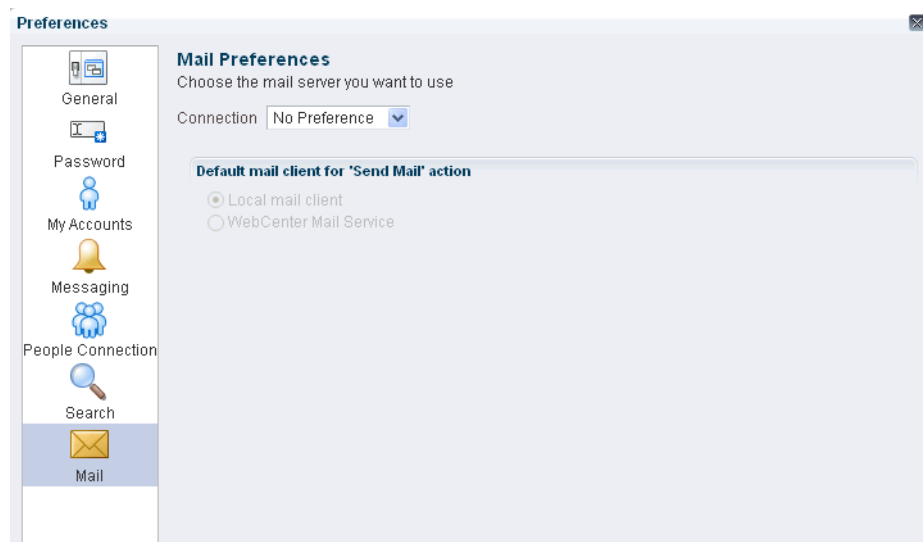 Preferences
General
Password
My Accounts
Messaging
People Connection
Search
Mail
Mail Preferences
Choose the mail server you want to use
Connection No Preference
Default mail client for 'Send Mail' action
Local mail client
WebCenter Mail Service